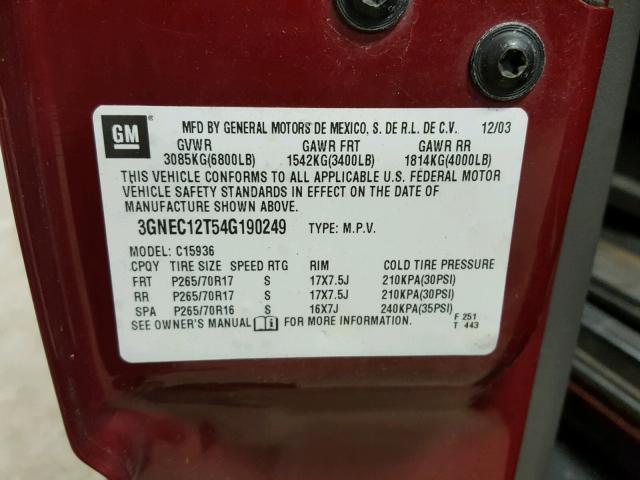 GM MFD BY GENERAL MOTORS DE MEXICO, S. DE R.L. DE C.V. 12/03
GVWR GAWR FRT GAWR RR
3085KG(6800LB) 1542KG(3400LB) 1814KG(4000LB)
THIS VEHICLE CONFORMS TO ALL APPLICABLE U.S. FEDERAL MOTOR
VEHICLE SAFETY STANDARDS IN EFFECT ON THE DATE OF
MANUFACTURE SHOWN ABOVE.
3GNEC12T54G190249 TYPE: M.P.V.
MODEL: C15936
CPQY TIRE SIZE SPEED RTG RIM COLD TIRE PRESSURE
FRT P265/70R17 S 17X7.5J 210KPA(30PSI)
RR P265/70R17 S 17X7.5J 210KPA(30PSI)
SPA P265/70R16 S 16X7J 240KPA(35PSI)
SEE OWNER'S MANUAL FOR MORE INFORMATION. F 251
T 443